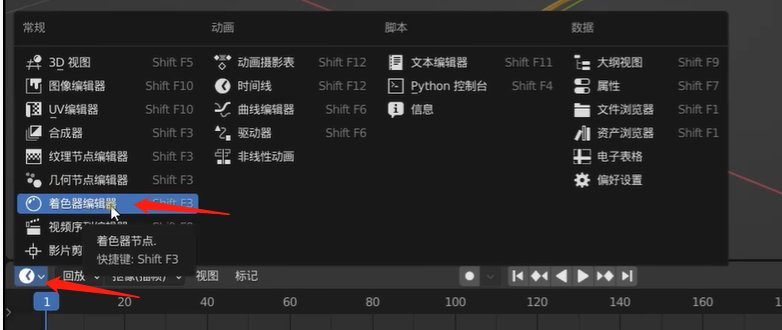 常规 动画 脚本 数据
3D 视图 Shift F5 动画摄影表 Shift F12 文本编辑器 Shift F11 大纲视图 Shift F9
图像编辑器 Shift F10 时间线 Shift F12 Python 控制台 Shift F4 属性 Shift F7
UV编辑器 Shift F10 曲线编辑器 Shift F6 信息 文件浏览器 Shift F1
合成器 Shift F3 驱动器 Shift F6 资产浏览器 Shift F1
纹理节点编辑器 Shift F3 非线性动画 电子表格
几何节点编辑器 Shift F3 偏好设置
着色器编辑器 Shift F3
视频序列编辑器
影片剪
着色器节点.
快捷键: Shift F3
回放 抠像(插帧) 视图 标记
1 20 40 60 80 100 120 140 160